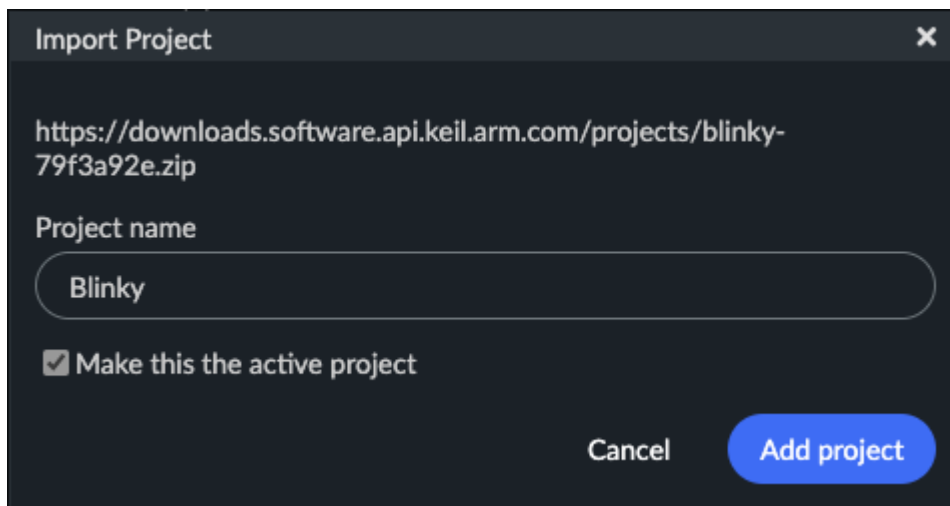 Import Project
https://downloads.software.api.keil.arm.com/projects/blinky-
79f3a92e.zip
Project name
Blinky
Make this the active project
Cancel
Add project